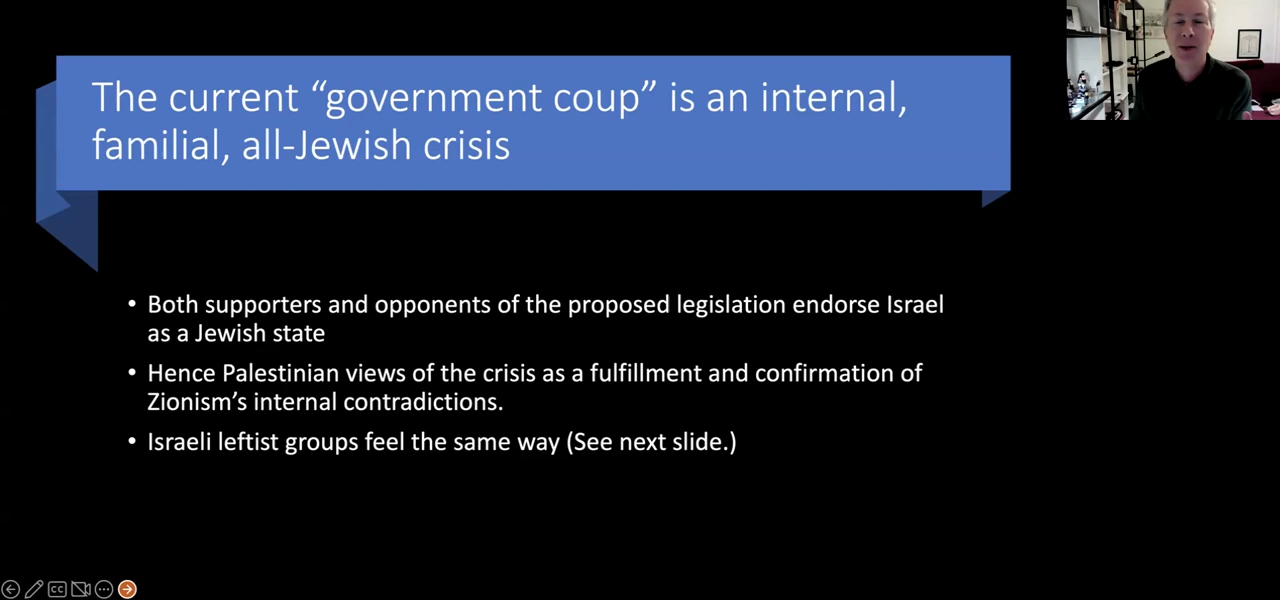 The current “government coup” is an internal,
familial, all-Jewish crisis
• Both supporters and opponents of the proposed legislation endorse Israel
as a Jewish state
• Hence Palestinian views of the crisis as a fulfillment and confirmation of
Zionism’s internal contradictions.
• Israeli leftist groups feel the same way (See next slide.)
CC